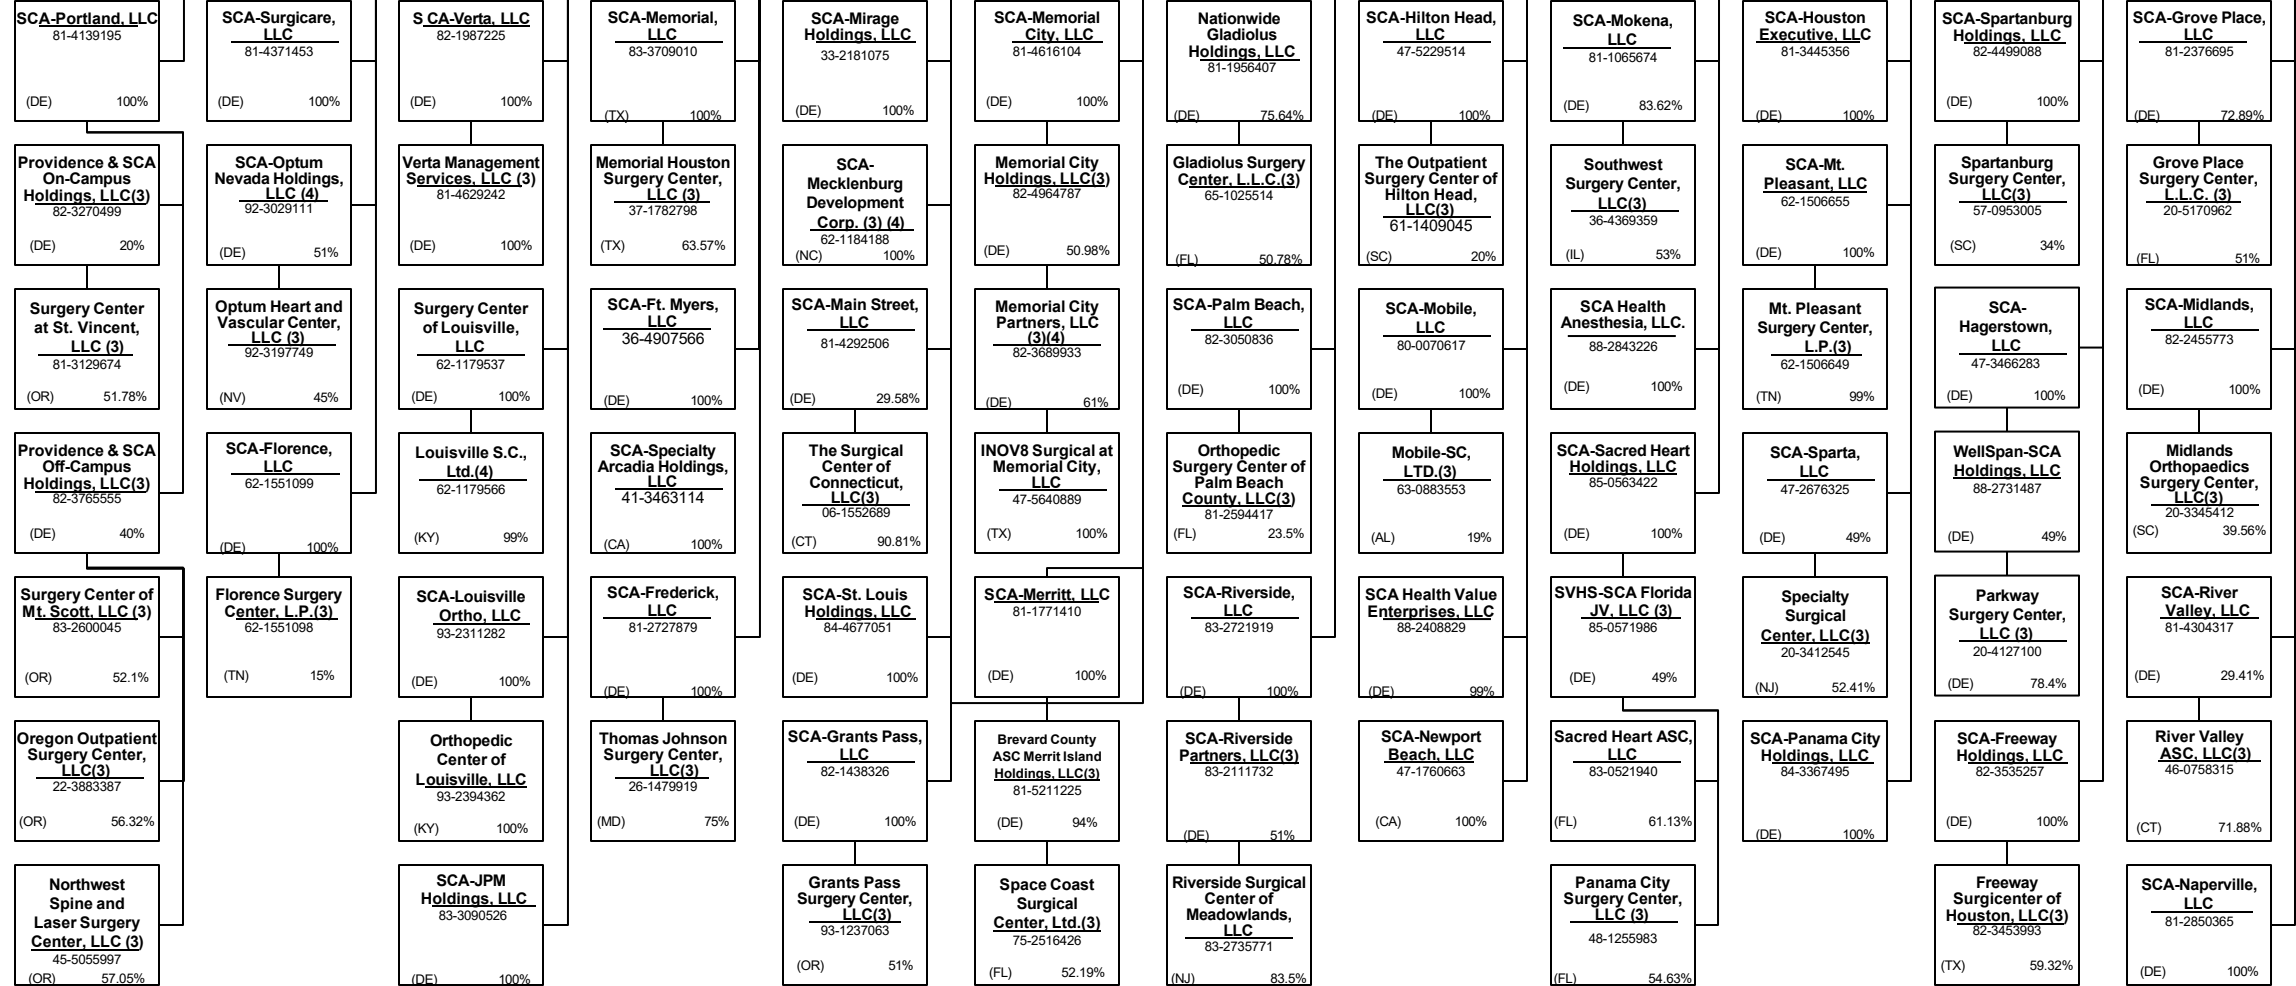 SCA-Portland, LLC
81-4139195
(DE) 100%
Providence & SCA
On-Campus
Holdings, LLC(3)
82-3270499
(DE) 20%
Surgery Center
at St. Vincent,
LLC (3)
81-3129674
(OR) 51.78%
Providence & SCA
Off-Campus
Holdings, LLC(3)
82-3765555
(DE) 40%
Surgery Center of
Mt. Scott, LLC (3)
83-2600045
(OR) 52.1%
Oregon Outpatient
Surgery Center,
LLC(3)
22-3883387
(OR) 56.32%
Northwest
Spine and
Laser Surgery
Center, LLC (3)
45-5055997
(OR) 57.05%
SCA-Surgicare,
LLC
81-4371453
(DE) 100%
SCA-Optum
Nevada Holdings,
LLC (4)
92-3029111
(DE) 51%
Optum Heart and
Vascular Center,
LLC (3)
92-3197749
(NV) 45%
SCA-Florence,
LLC
62-1551099
(DE) 100%
Florence Surgery
Center, L.P.(3)
62-1551098
(TN) 15%
S CA-Verta, LLC
82-1987225
(DE) 100%
Verta Management
Services, LLC (3)
81-4629242
(DE) 100%
Surgery Center
of Louisville,
LLC
62-1179537
(DE) 100%
Louisville S.C.,
Ltd.(4)
62-1179566
(KY) 99%
SCA-Louisville
Ortho, LLC
93-2311282
(DE) 100%
Orthopedic
Center of
Louisville, LLC
93-2394362
(KY) 100%
SCA-JPM
Holdings, LLC
83-3090526
(DE) 100%
SCA-Memorial,
LLC
83-3709010
(TX) 100%
Memorial Houston
Surgery Center,
LLC (3)
37-1782798
(TX) 63.57%
SCA-Ft. Myers,
LLC
36-4907566
(DE) 100%
SCA-Specialty
Arcadia Holdings,
LLC
41-3463114
(CA) 100%
SCA-Frederick,
LLC
81-2727879
(DE) 100%
Thomas Johnson
Surgery Center,
LLC(3)
26-1479919
(MD) 75%
SCA-Mirage
Holdings, LLC
33-2181075
(DE) 100%
SCA-
Mecklenburg
Development
Corp. (3) (4)
62-1184188
(NC) 100%
SCA-Main Street,
LLC
81-4292506
(DE) 29.58%
The Surgical
Center of
Connecticut,
LLC(3)
06-1552689
(CT) 90.81%
SCA-St. Louis
Holdings, LLC
84-4677051
(DE) 100%
SCA-Grants Pass,
LLC
82-1438326
(DE) 100%
Grants Pass
Surgery Center,
LLC(3)
93-1237063
(OR) 51%
SCA-Memorial
City, LLC
81-4616104
(DE) 100%
Memorial City
Holdings, LLC(3)
82-4964787
(DE) 50.98%
Memorial City
Partners, LLC
(3)(4)
82-3689933
(DE) 61%
INOV8 Surgical at
Memorial City,
LLC
47-5640889
(TX) 100%
SCA-Merritt, LLC
81-1771410
(DE) 100%
Brevard County
ASC Merrit Island
Holdings, LLC(3)
81-5211225
(DE) 94%
Space Coast
Surgical
Center, Ltd.(3)
75-2516426
(FL) 52.19%
Nationwide
Gladiolus
Holdings, LLC
81-1956407
(DE) 75.64%
Gladiolus Surgery
Center, L.L.C.(3)
65-1025514
(FL) 50.78%
SCA-Palm Beach,
LLC
82-3050836
(DE) 100%
Orthopedic
Surgery Center of
Palm Beach
County, LLC(3)
81-2594417
(FL) 23.5%
SCA-Riverside,
LLC
83-2721919
(DE) 100%
SCA-Riverside
Partners, LLC(3)
83-2111732
(DE) 51%
Riverside Surgical
Center of
Meadowlands,
LLC
83-2735771
(NJ) 83.5%
SCA-Hilton Head,
LLC
47-5229514
(DE) 100%
The Outpatient
Surgery Center of
Hilton Head,
LLC(3)
61-1409045
(SC) 20%
SCA-Mobile,
LLC
80-0070617
(DE) 100%
Mobile-SC,
LTD.(3)
63-0883553
(AL) 19%
SCA Health Value
Enterprises, LLC
88-2408829
(DE) 99%
SCA-Newport
Beach, LLC
47-1760663
(CA) 100%
SCA-Mokena,
LLC
81-1065674
(DE) 83.62%
Southwest
Surgery Center,
LLC(3)
36-4369359
(IL) 53%
SCA Health
Anesthesia, LLC.
88-2843226
(DE) 100%
SCA-Sacred Heart
Holdings, LLC
85-0563422
(DE) 100%
SVHS-SCA Florida
JV, LLC (3)
85-0571986
(DE) 49%
Sacred Heart ASC,
LLC
83-0521940
(FL) 61.13%
Panama City
Surgery Center,
LLC (3)
48-1255983
(FL) 54.63%
SCA-Houston
Executive, LLC
81-3445356
(DE) 100%
SCA-Mt.
Pleasant, LLC
62-1506655
(DE) 100%
Mt. Pleasant
Surgery Center,
L.P.(3)
62-1506649
(TN) 99%
SCA-Sparta,
LLC
47-2676325
(DE) 49%
Specialty
Surgical
Center, LLC(3)
20-3412545
(NJ) 52.41%
SCA-Panama City
Holdings, LLC
84-3367495
(DE) 100%
SCA-Spartanburg
Holdings, LLC
82-4499088
(DE) 100%
Spartanburg
Surgery Center,
LLC(3)
57-0953005
(SC) 34%
SCA-
Hagerstown,
LLC
47-3466283
(DE) 100%
WellSpan-SCA
Holdings, LLC
88-2731487
(DE) 49%
Parkway
Surgery Center,
LLC (3)
20-4127100
(DE) 78.4%
SCA-Freeway
Holdings, LLC
82-3535257
(DE) 100%
Freeway
Surgicenter of
Houston, LLC(3)
82-3453993
(TX) 59.32%
SCA-Grove Place,
LLC
81-2376695
(DE) 72.89%
Grove Place
Surgery Center,
L.L.C. (3)
20-5170962
(FL) 51%
SCA-Midlands,
LLC
82-2455773
(DE) 100%
Midlands
Orthopaedics
Surgery Center,
LLC(3)
20-3345412
(SC) 39.56%
SCA-River
Valley, LLC
81-4304317
(DE) 29.41%
River Valley
ASC, LLC(3)
46-0758315
(CT) 71.88%
SCA-Naperville,
LLC
81-2850365
(DE) 100%